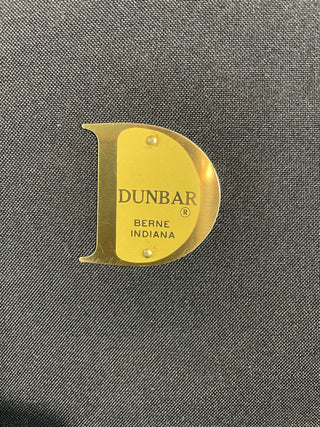 D
DUNBAR ®
BERNE
INDIANA